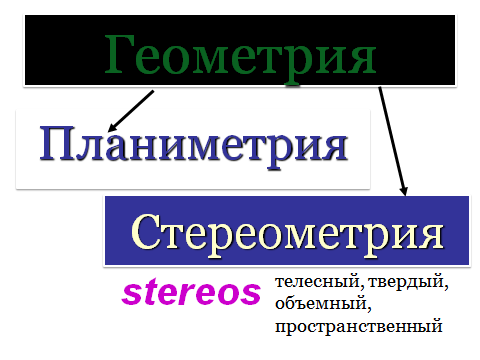 Геометрия
Планиметрия
Стереометрия
stereos
телесный, твердый,
объемный,
пространственный